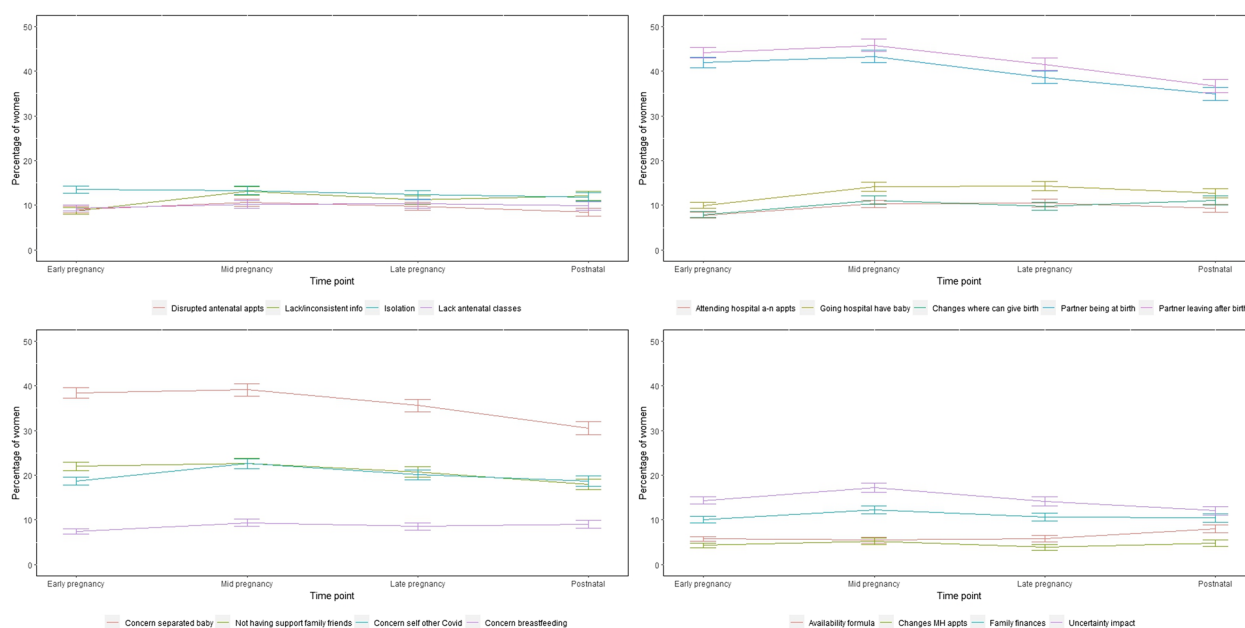 50
40
30
20
10
0
Percentage of women
Early pregnancy Mid pregnancy Late pregnancy Postnatal
Time point
Disrupted antenatal appts Lack/inconsistent info Isolation Lack antenatal classes
50
40
30
20
10
0
Percentage of women
Early pregnancy Mid pregnancy Late pregnancy Postnatal
Time point
Attending hospital a-n appts Going hospital have baby Changes where can give birth Partner being at birth Partner leaving after birth
50
40
30
20
10
0
Percentage of women
Early pregnancy Mid pregnancy Late pregnancy Postnatal
Time point
Concern separated baby Not having support family friends Concern self other Covid Concern breastfeeding
50
40
30
20
10
0
Percentage of women
Early pregnancy Mid pregnancy Late pregnancy Postnatal
Time point
Availability formula Changes MH appts Family finances Uncertainty impact